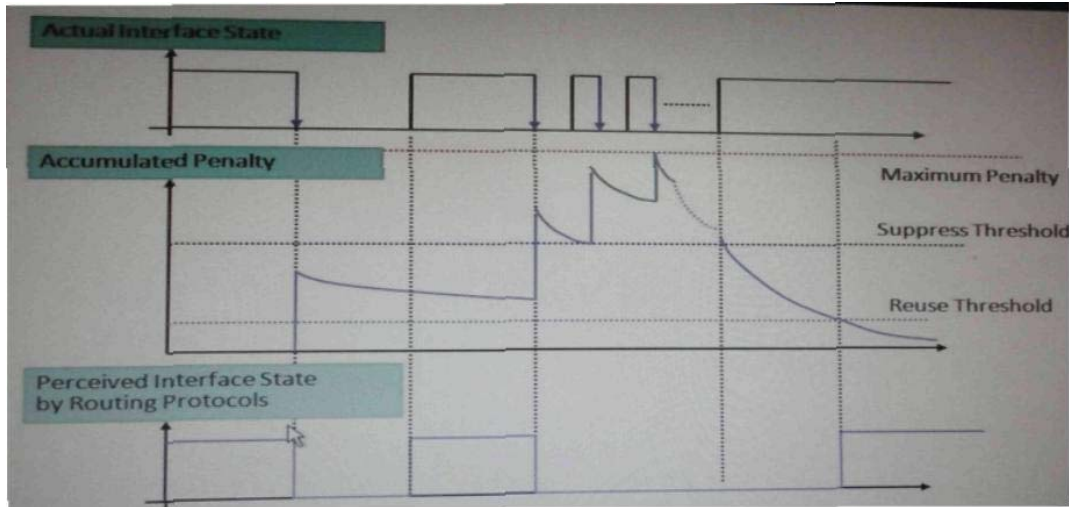 Actual Interface State
Accumulated Penalty
Maximum Penalty
Suppress Threshold
Reuse Threshold
Perceived Interface State
by Routing Protocols